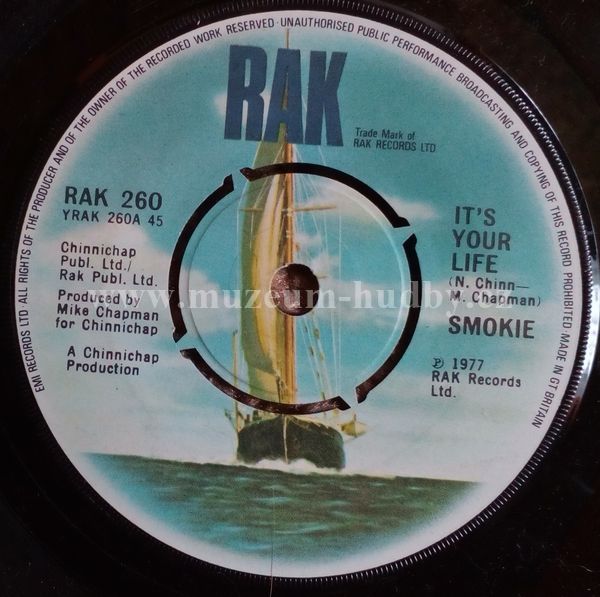 EMI RECORDS LTD· ALL RIGHTS OF THE PRODUCER AND OF THE OWNER OF THE RECORDED WORK RESERVED · UNAUTHORISED PUBLIC PERFORMANCE BROADCASTING AND COPYING OF THIS RECORD PROHIBITED MADE IN GT BRITAIN
RAK
Trade Mark of
RAK RECORDS LTD
RAK 260
YRAK 260A 45
Chinnichap
Publ. Ltd./
Rak Publ. Ltd.
Produced by
Mike Chapman
for Chinnichap
A Chinnichap
Production
IT'S
YOUR
LIFE
(N. Chinn—
M. Chapman)
SMOKIE
℗ 1977
RAK Records
Ltd.